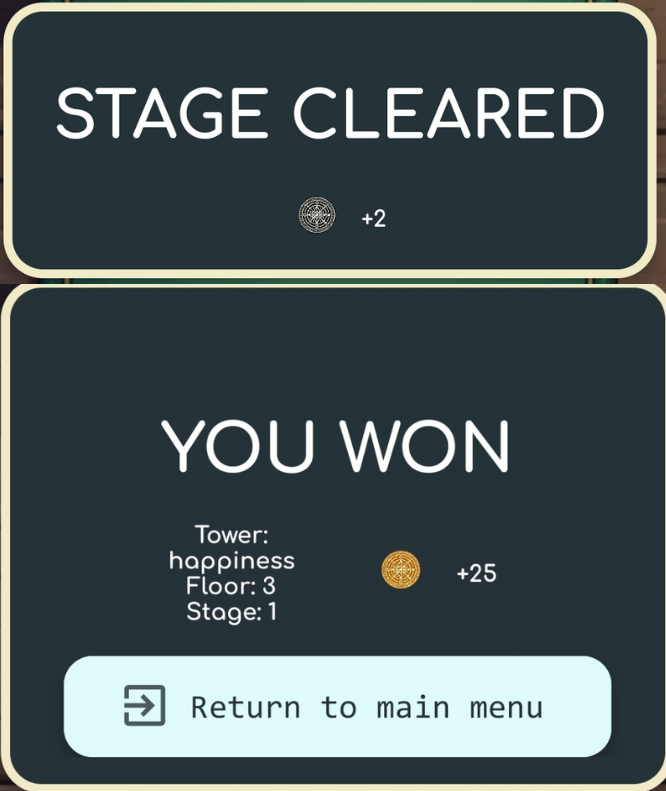 STAGE CLEARED
+2
YOU WON
Tower:
happiness
Floor: 3
Stage: 1
+25
Return to main menu